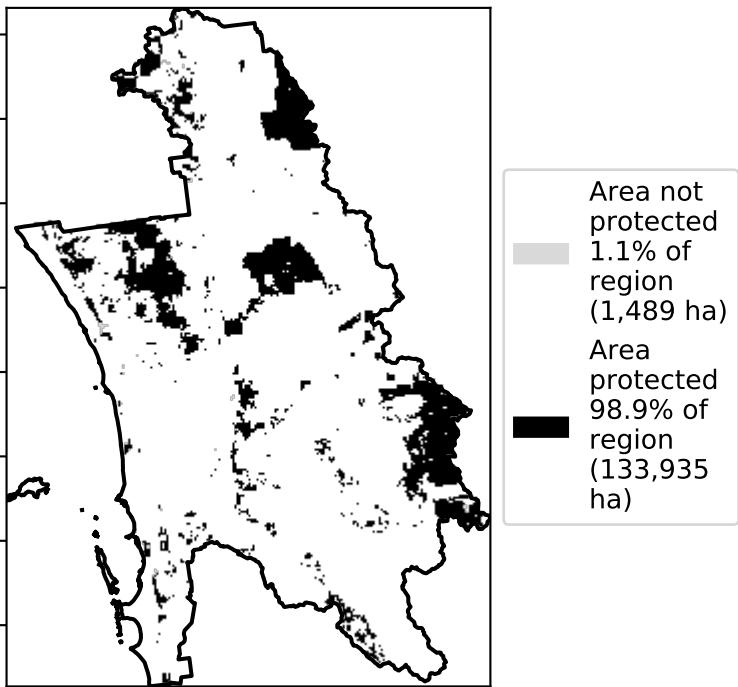 Area not
protected
1.1% of
region
(1,489 ha)
Area
protected
98.9% of
region
(133,935
ha)